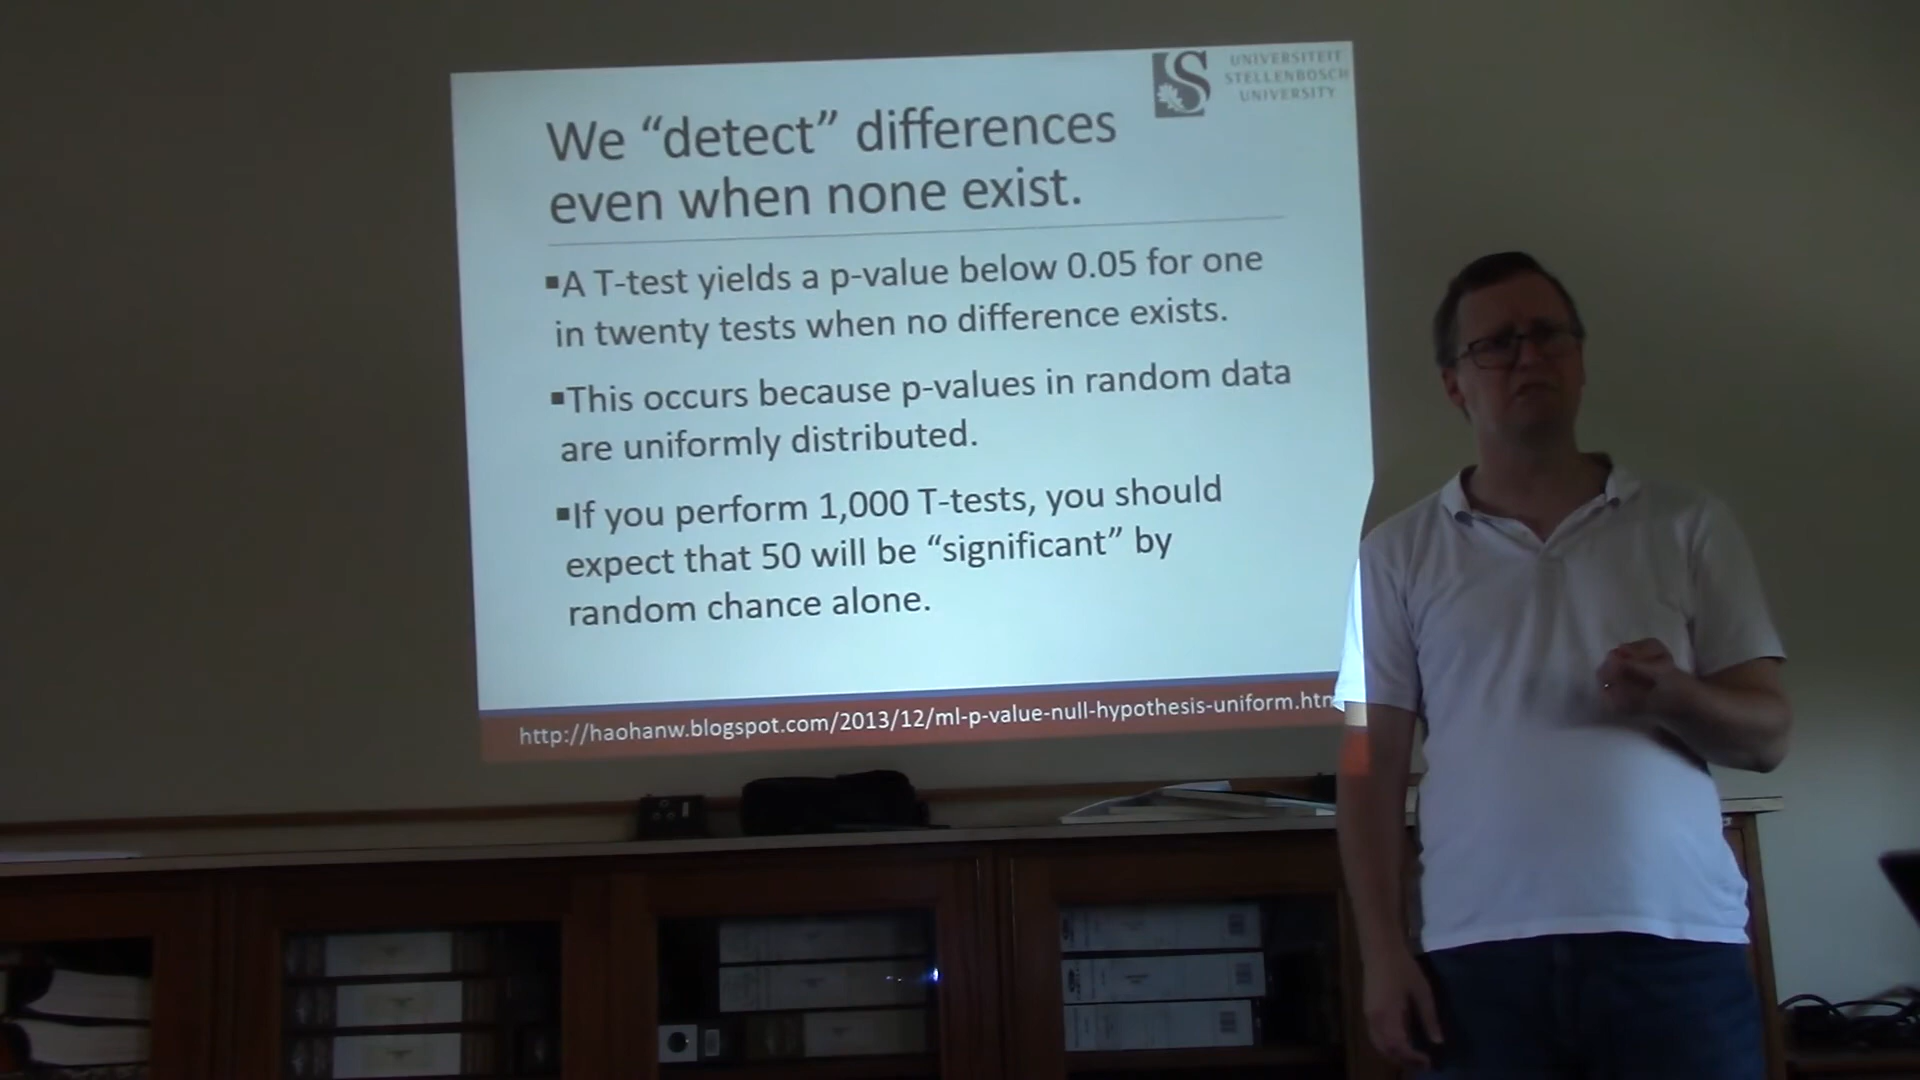 UNIVERSITEIT
STELLENBOSCH
UNIVERSITY
We “detect” differences
even when none exist.
▪A T-test yields a p-value below 0.05 for one
in twenty tests when no difference exists.
▪This occurs because p-values in random data
are uniformly distributed.
▪If you perform 1,000 T-tests, you should
expect that 50 will be “significant” by
random chance alone.
http://haohanw.blogspot.com/2013/12/ml-p-value-null-hypothesis-uniform.htm